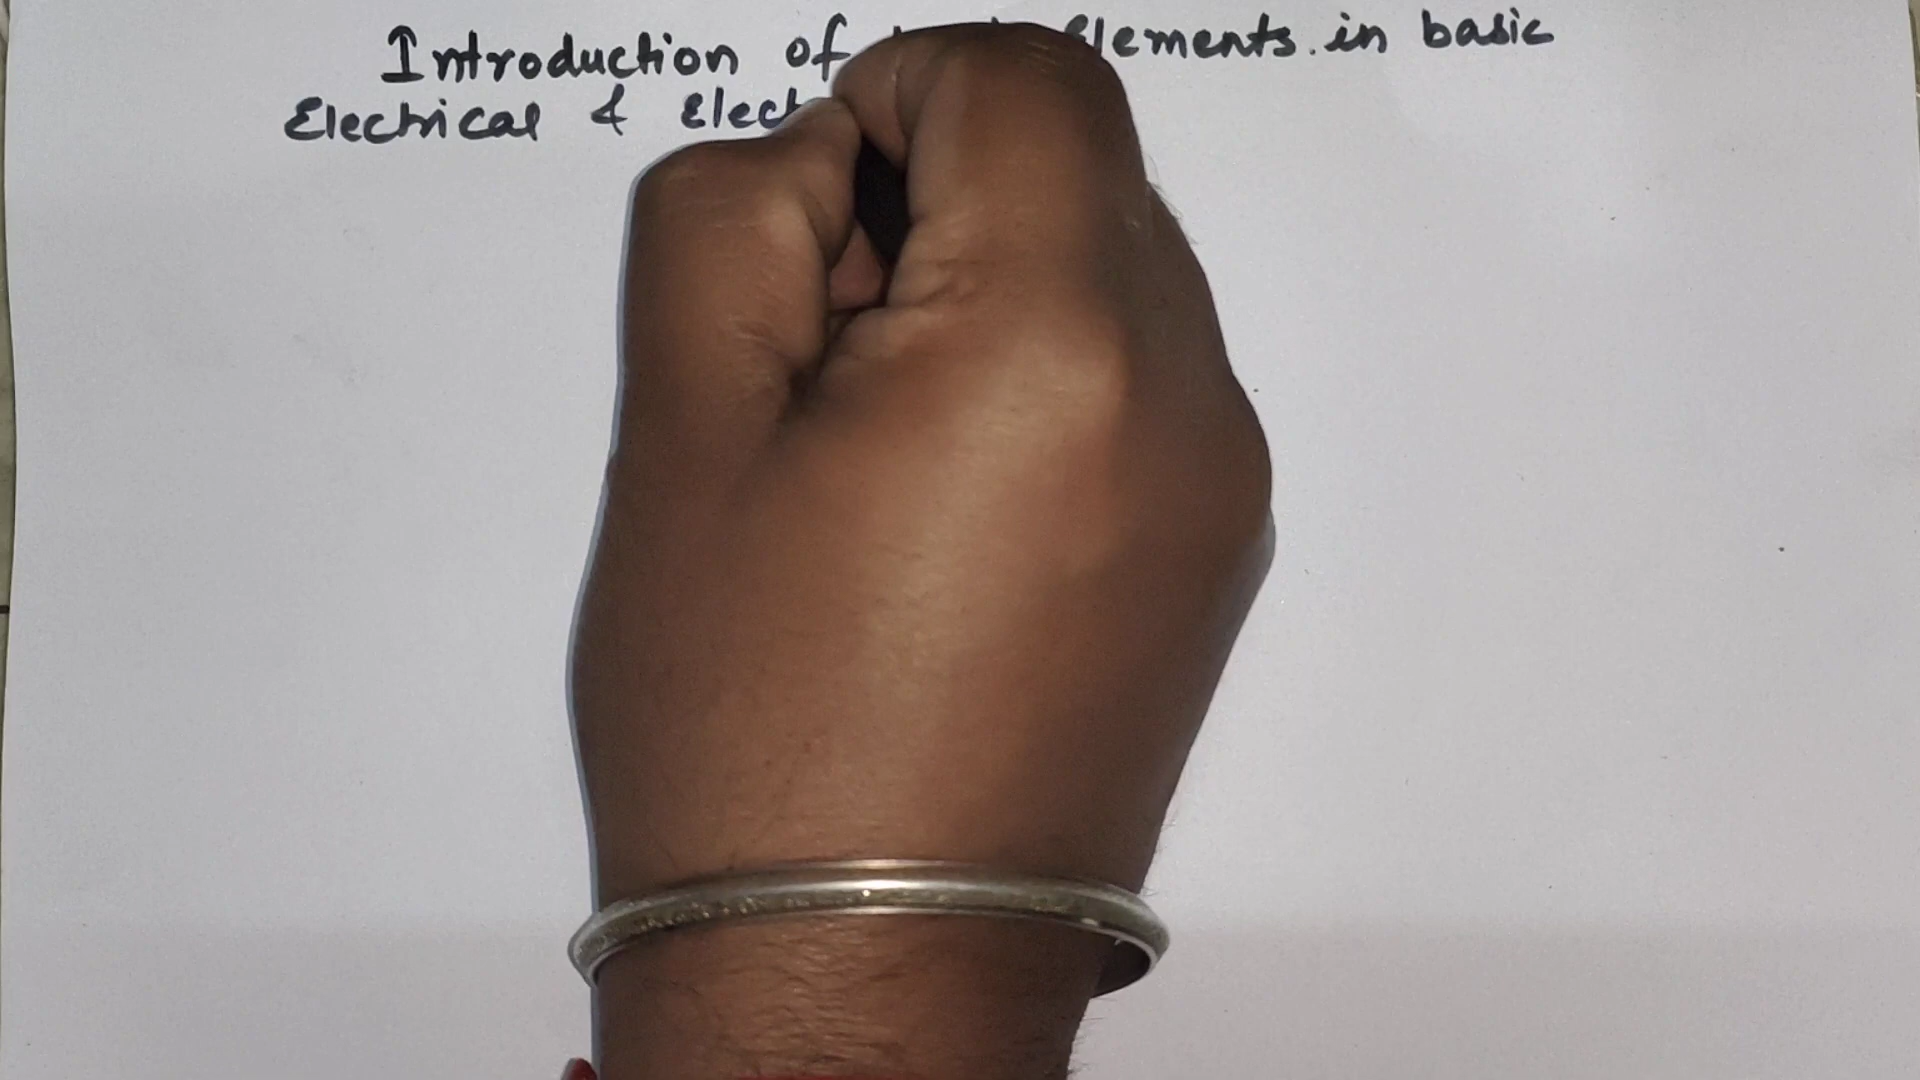 Introduction of Elements. in basic
Electrical & Elect